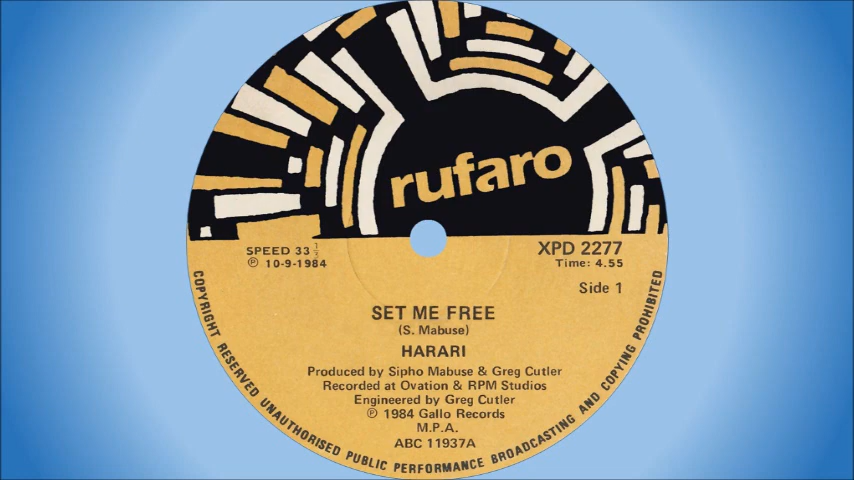 rufaro
SPEED 33 1/3
℗ 10-9-1984
XPD 2277
Time: 4.55
Side 1
SET ME FREE
(S. Mabuse)
HARARI
Produced by Sipho Mabuse & Greg Cutler
Recorded at Ovation & RPM Studios
Engineered by Greg Cutler
℗ 1984 Gallo Records
M.P.A.
ABC 11937A
COPYRIGHT RESERVED UNAUTHORISED PUBLIC PERFORMANCE BROADCASTING AND COPYING PROHIBITED